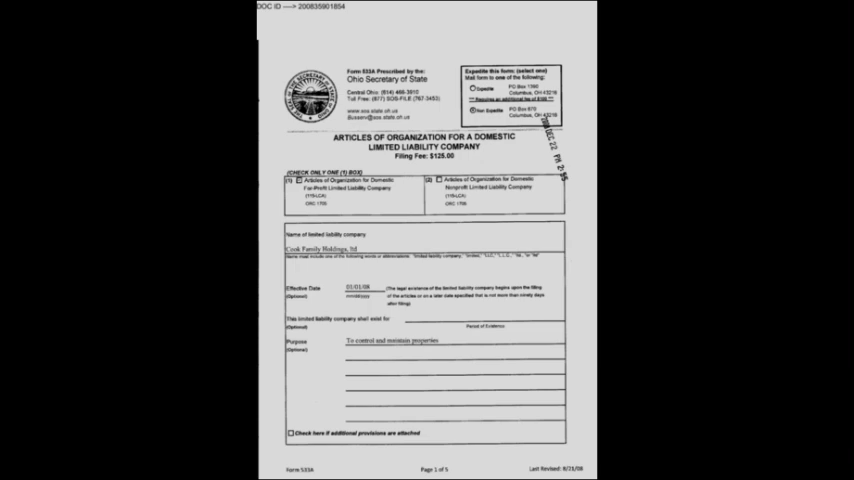 DOC ID ----> 200835901854
Form 533A Prescribed by the:
Ohio Secretary of State
Central Ohio: (614) 466-3910
Toll Free: (877) SOS-FILE (767-3453)
www.sos.state.oh.us
Busserv@sos.state.oh.us
Expedite this form: (select one)
Mail form to one of the following:
Expedite
PO Box 1390
Columbus, OH 43216
*** Requires an additional fee of $100 ***
Non Expedite
PO Box 670
Columbus, OH 43216
DEC 22 PM 2:
ARTICLES OF ORGANIZATION FOR A DOMESTIC
LIMITED LIABILITY COMPANY
Filing Fee: $125.00
(CHECK ONLY ONE (1) BOX)
(1) Articles of Organization for Domestic
For-Profit Limited Liability Company
(115-LCA)
ORC 1705
(2) Articles of Organization for Domestic
Nonprofit Limited Liability Company
(115-LCA)
ORC 1705
Name of limited liability company
Cook Family Holdings, ltd
Name must include one of the following words or abbreviations: "limited liability company," "limited," "LLC," "L.L.C.," "ltd.," or "ltd"
Effective Date
(Optional)
01/01/08
mm/dd/yyyy
(The legal existence of the limited liability company begins upon the filing
of the articles or on a later date specified that is not more than ninety days
after filing)
This limited liability company shall exist for
(Optional)
Period of Existence
Purpose
(Optional)
To control and maintain properties
Check here if additional provisions are attached
Form 533A
Page 1 of 5
Last Revised: 8/21/08